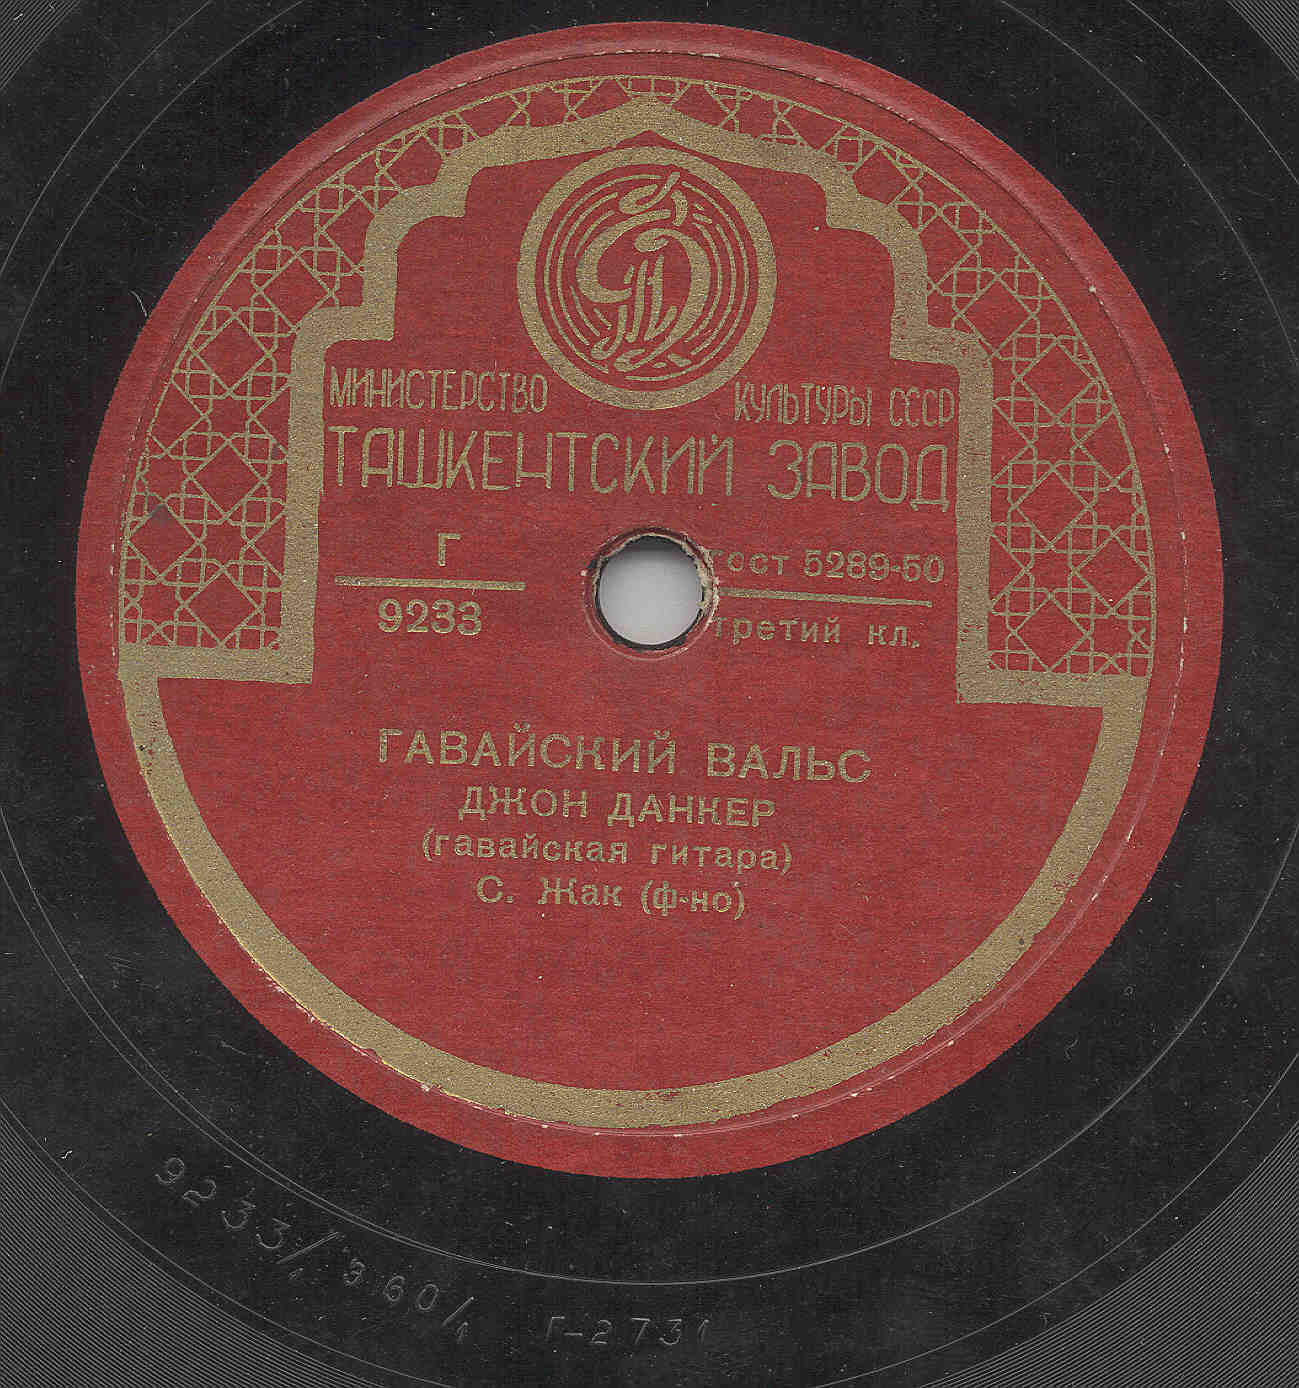 МИНИСТЕРСТВО КУЛЬТУРЫ СССР
ТАШКЕНТСКИЙ ЗАВОД
Г
9233
ГОСТ 5289-50
третий кл.
ГАВАЙСКИЙ ВАЛЬС
ДЖОН ДАНКЕР
(гавайская гитара)
С. Жак (ф-но)
9233/1 360/1
Г-2731